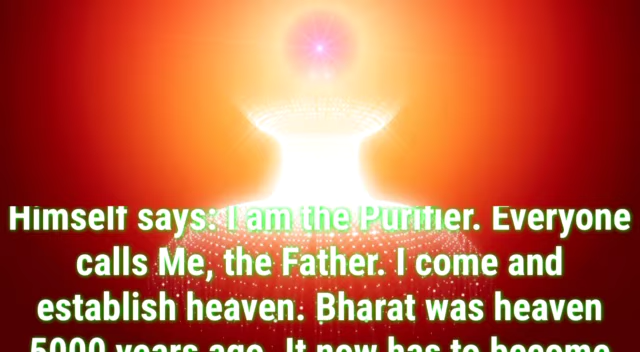 Himself says: I am the Purifier. Everyone
calls Me, the Father. I come and
establish heaven. Bharat was heaven
5000 years ago. It now has to become